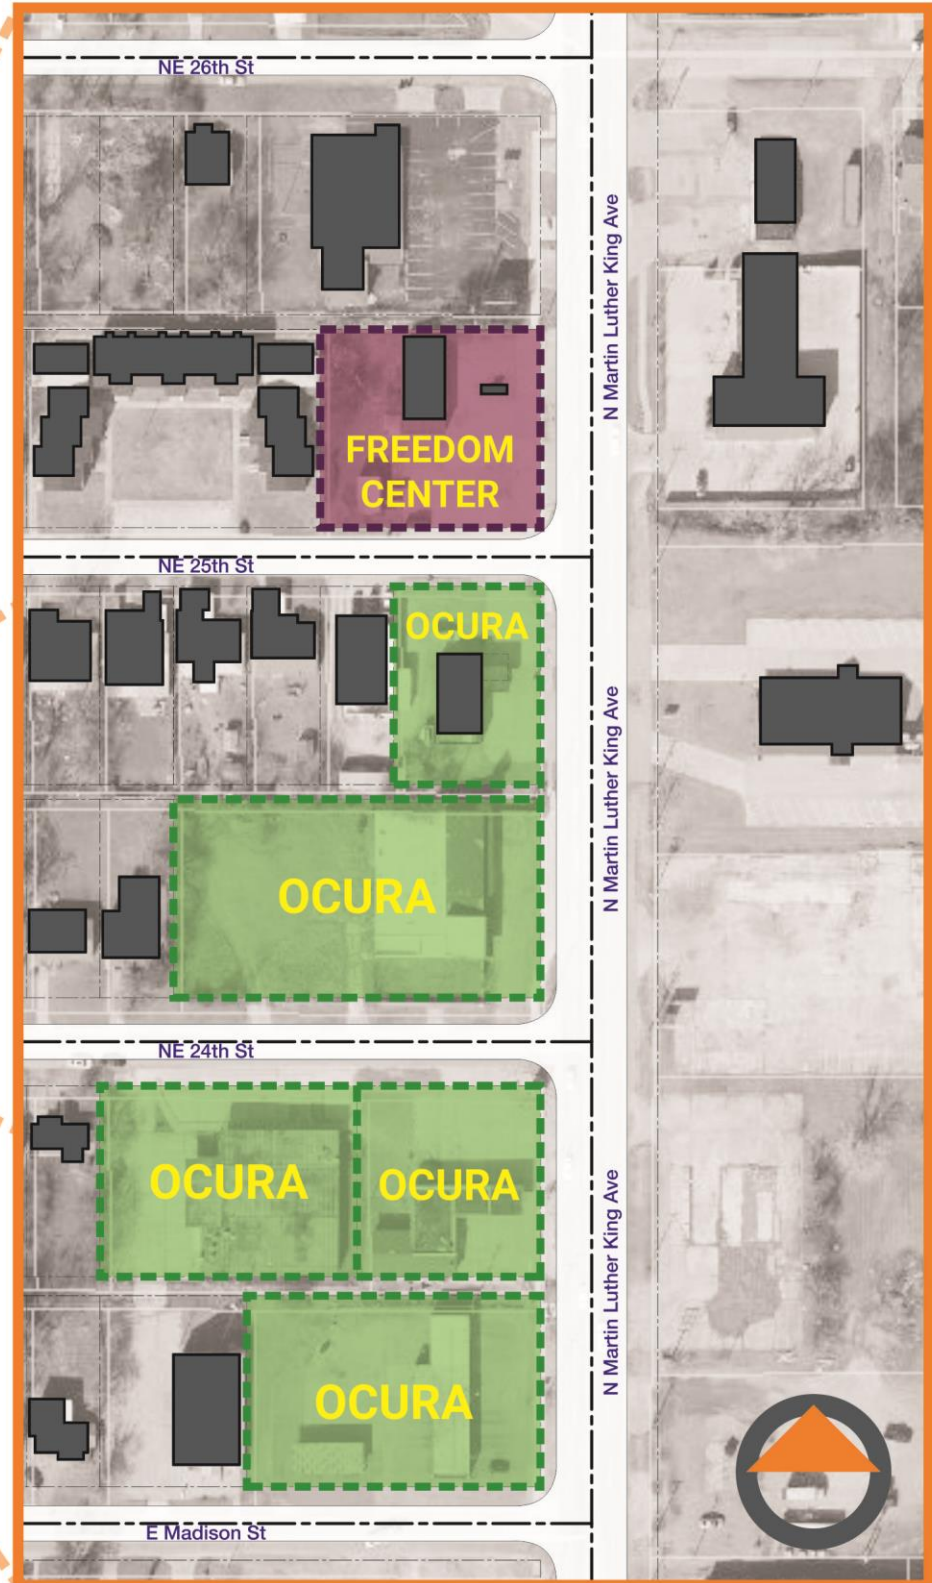 NE 26th St
N Martin Luther King Ave
FREEDOM
CENTER
NE 25th St
OCURA
N Martin Luther King Ave
OCURA
NE 24th St
OCURA
OCURA
N Martin Luther King Ave
OCURA
E Madison St